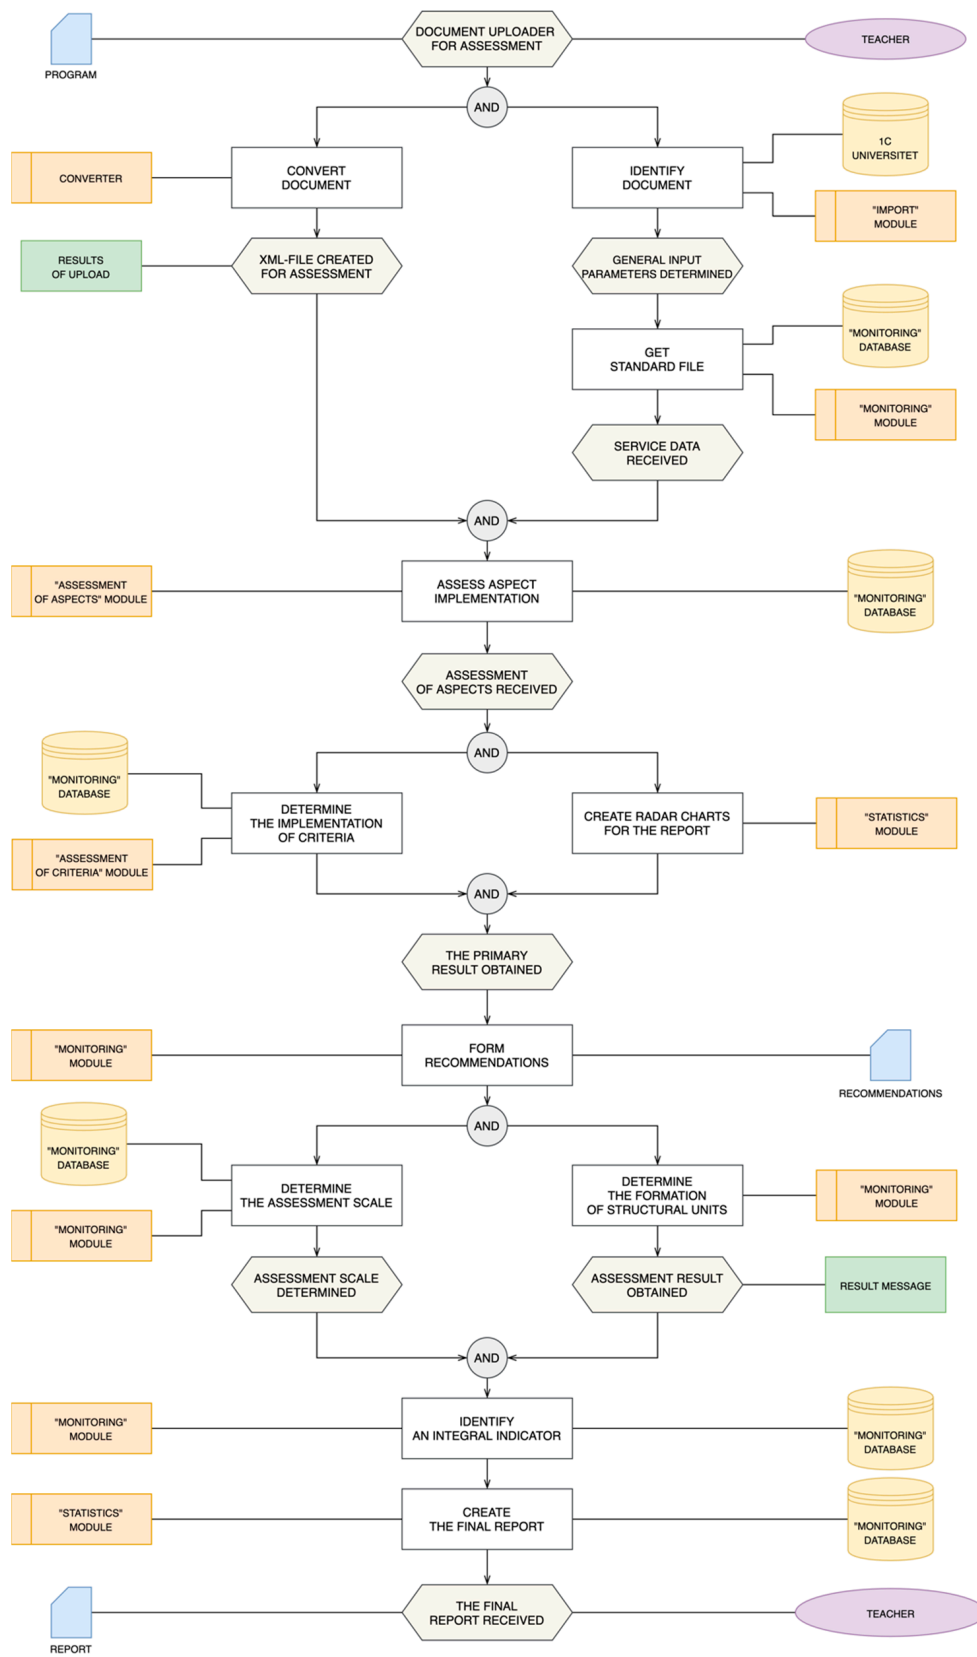 DOCUMENT UPLOADER
FOR ASSESSMENT
TEACHER
PROGRAM
AND
1C
UNIVERSITET
CONVERTER
CONVERT
DOCUMENT
IDENTIFY
DOCUMENT
"IMPORT"
MODULE
RESULTS
OF UPLOAD
XML-FILE CREATED
FOR ASSESSMENT
GENERAL INPUT
PARAMETERS DETERMINED
"MONITORING"
DATABASE
GET
STANDARD FILE
"MONITORING"
MODULE
SERVICE DATA
RECEIVED
AND
"ASSESSMENT
OF ASPECTS" MODULE
ASSESS ASPECT
IMPLEMENTATION
"MONITORING"
DATABASE
ASSESSMENT
OF ASPECTS RECEIVED
AND
"MONITORING"
DATABASE
DETERMINE
THE IMPLEMENTATION
OF CRITERIA
CREATE RADAR CHARTS
FOR THE REPORT
"STATISTICS"
MODULE
"ASSESSMENT
OF CRITERIA" MODULE
AND
THE PRIMARY
RESULT OBTAINED
"MONITORING"
MODULE
FORM
RECOMMENDATIONS
RECOMMENDATIONS
AND
"MONITORING"
DATABASE
DETERMINE
THE ASSESSMENT SCALE
DETERMINE
THE FORMATION
OF STRUCTURAL UNITS
"MONITORING"
MODULE
"MONITORING"
MODULE
ASSESSMENT SCALE
DETERMINED
ASSESSMENT RESULT
OBTAINED
RESULT MESSAGE
AND
"MONITORING"
MODULE
IDENTIFY
AN INTEGRAL INDICATOR
"MONITORING"
DATABASE
"STATISTICS"
MODULE
CREATE
THE FINAL REPORT
"MONITORING"
DATABASE
THE FINAL
REPORT RECEIVED
TEACHER
REPORT